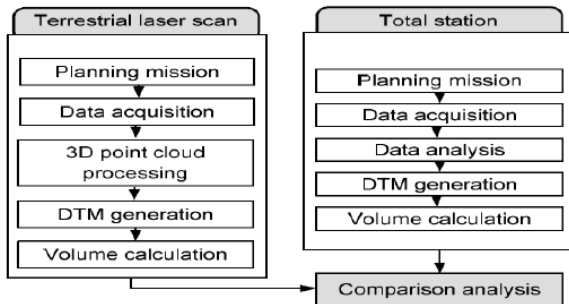 Terrestrial laser scan
Planning mission
Data acquisition
3D point cloud
processing
DTM generation
Volume calculation
Total station
Planning mission
Data acquisition
Data analysis
DTM generation
Volume calculation
Comparison analysis